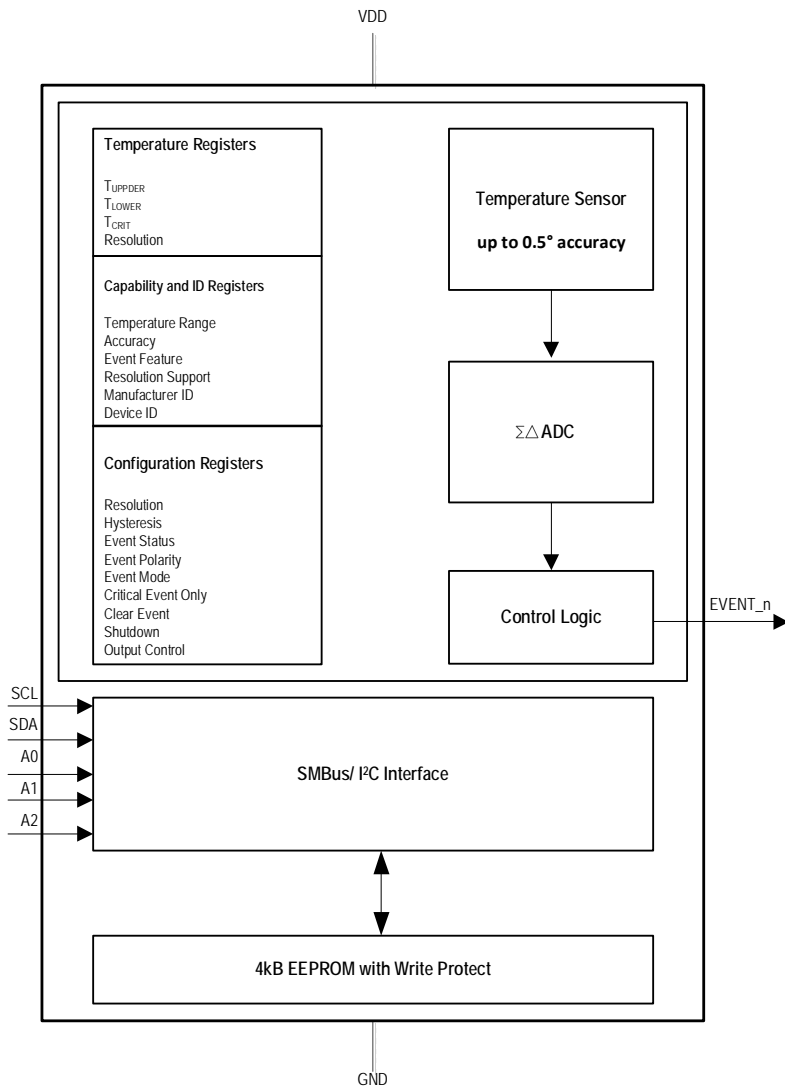 VDD
Temperature Registers
TUPPDER
TLOWER
TCRIT
Resolution
Capability and ID Registers
Temperature Range
Accuracy
Event Feature
Resolution Support
Manufacturer ID
Device ID
Configuration Registers
Resolution
Hysteresis
Event Status
Event Polarity
Event Mode
Critical Event Only
Clear Event
Shutdown
Output Control
Temperature Sensor
up to 0.5° accuracy
∑△ ADC
Control Logic
EVENT_n
SCL
SDA
A0
A1
A2
SMBus/ I²C Interface
4kB EEPROM with Write Protect
GND